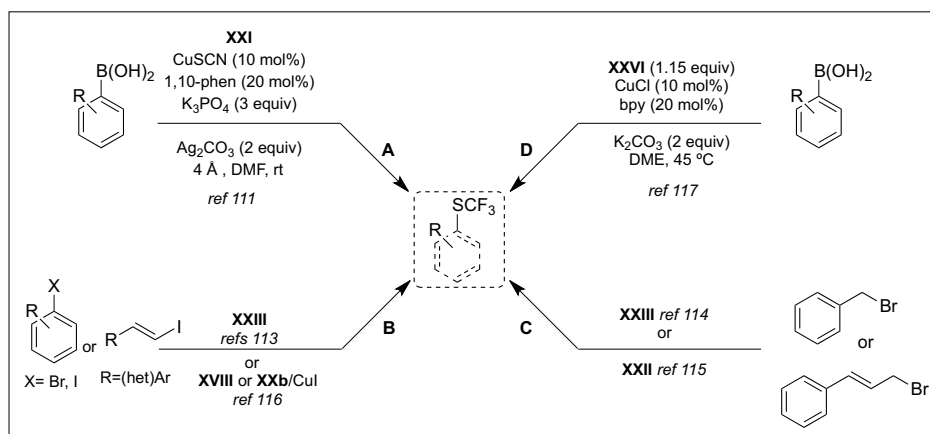 XXI
CuSCN (10 mol%)
1,10-phen (20 mol%)
K₃PO₄ (3 equiv)
Ag₂CO₃ (2 equiv)
4 Å , DMF, rt
ref 111
A
B(OH)₂
R
XXVI (1.15 equiv)
CuCl (10 mol%)
bpy (20 mol%)
K₂CO₃ (2 equiv)
DME, 45 ºC
ref 117
D
B(OH)₂
R
SCF₃
R
X
R
or
R
I
X= Br, I
R=(het)Ar
XXIII
refs 113
or
XVIII or XXb/CuI
ref 116
B
C
XXIII ref 114
or
XXII ref 115
Br
or
Br